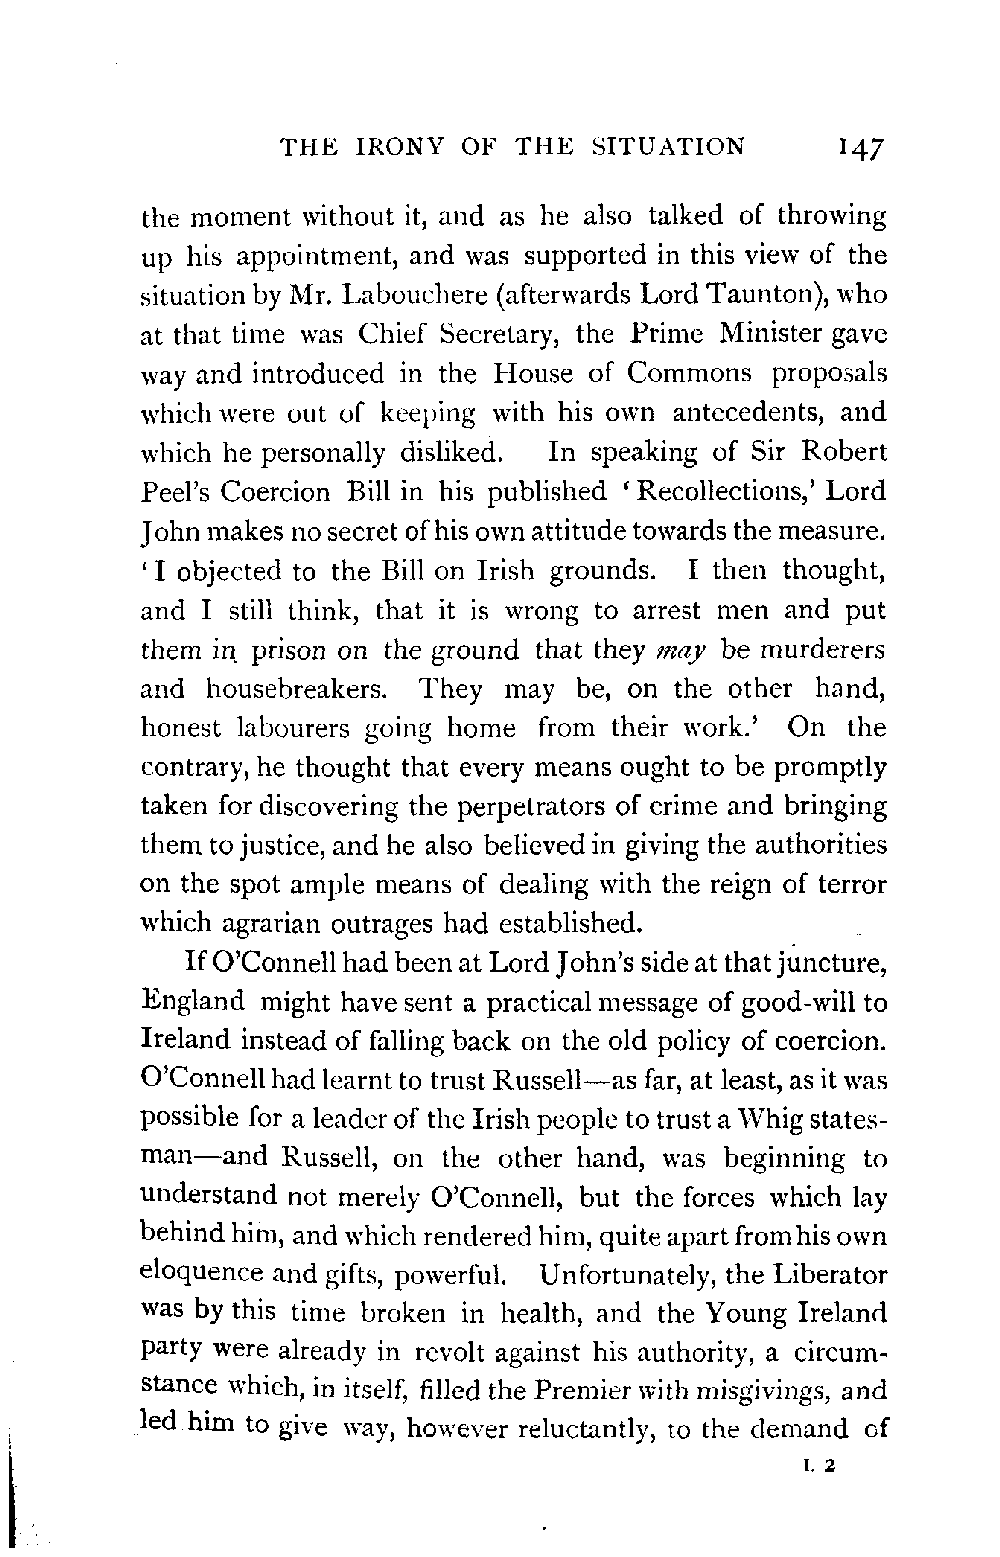 THE IRONY OF THE SITUATION 147
the moment without it, and as he also talked of throwing
up his appointment, and was supported in this view of the
situation by Mr. Labouchere (afterwards Lord Taunton), who
at that time was Chief Secretary, the Prime Minister gave
way and introduced in the House of Commons proposals
which were out of keeping with his own antecedents, and
which he personally disliked. In speaking of Sir Robert
Peel's Coercion Bill in his published ‘Recollections,’ Lord
John makes no secret of his own attitude towards the measure.
‘I objected to the Bill on Irish grounds. I then thought,
and I still think, that it is wrong to arrest men and put
them in prison on the ground that they may be murderers
and housebreakers. They may be, on the other hand,
honest labourers going home from their work.’ On the
contrary, he thought that every means ought to be promptly
taken for discovering the perpetrators of crime and bringing
them to justice, and he also believed in giving the authorities
on the spot ample means of dealing with the reign of terror
which agrarian outrages had established.
If O'Connell had been at Lord John's side at that juncture,
England might have sent a practical message of good-will to
Ireland instead of falling back on the old policy of coercion.
O'Connell had learnt to trust Russell—as far, at least, as it was
possible for a leader of the Irish people to trust a Whig states-
man—and Russell, on the other hand, was beginning to
understand not merely O'Connell, but the forces which lay
behind him, and which rendered him, quite apart from his own
eloquence and gifts, powerful. Unfortunately, the Liberator
was by this time broken in health, and the Young Ireland
party were already in revolt against his authority, a circum-
stance which, in itself, filled the Premier with misgivings, and
led him to give way, however reluctantly, to the demand of
L 2